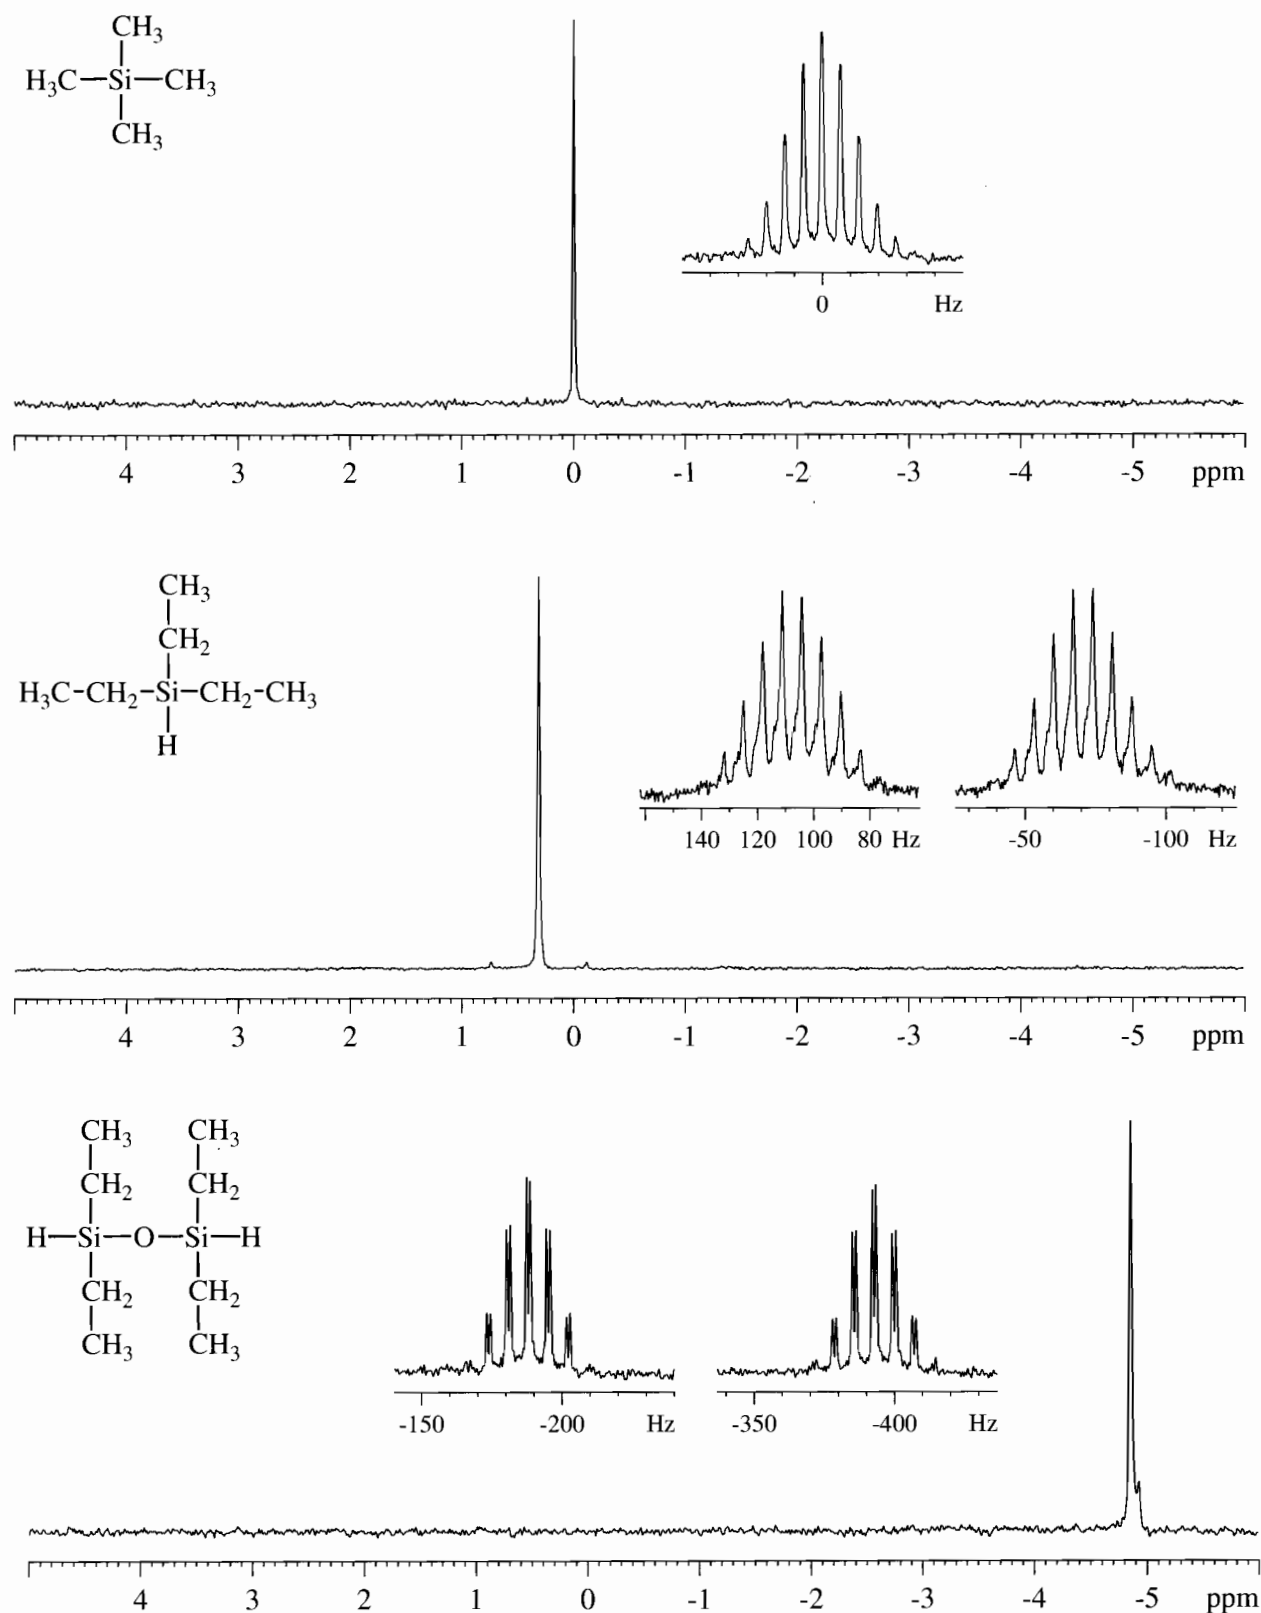 CH3
H3C-Si-CH3
CH3
0 Hz
4 3 2 1 0 -1 -2 -3 -4 -5 ppm
CH3
CH2
H3C-CH2-Si-CH2-CH3
H
140 120 100 80 Hz
-50 -100 Hz
4 3 2 1 0 -1 -2 -3 -4 -5 ppm
CH3 CH3
CH2 CH2
H-Si-O-Si-H
CH2 CH2
CH3 CH3
-150 -200 Hz
-350 -400 Hz
4 3 2 1 0 -1 -2 -3 -4 -5 ppm